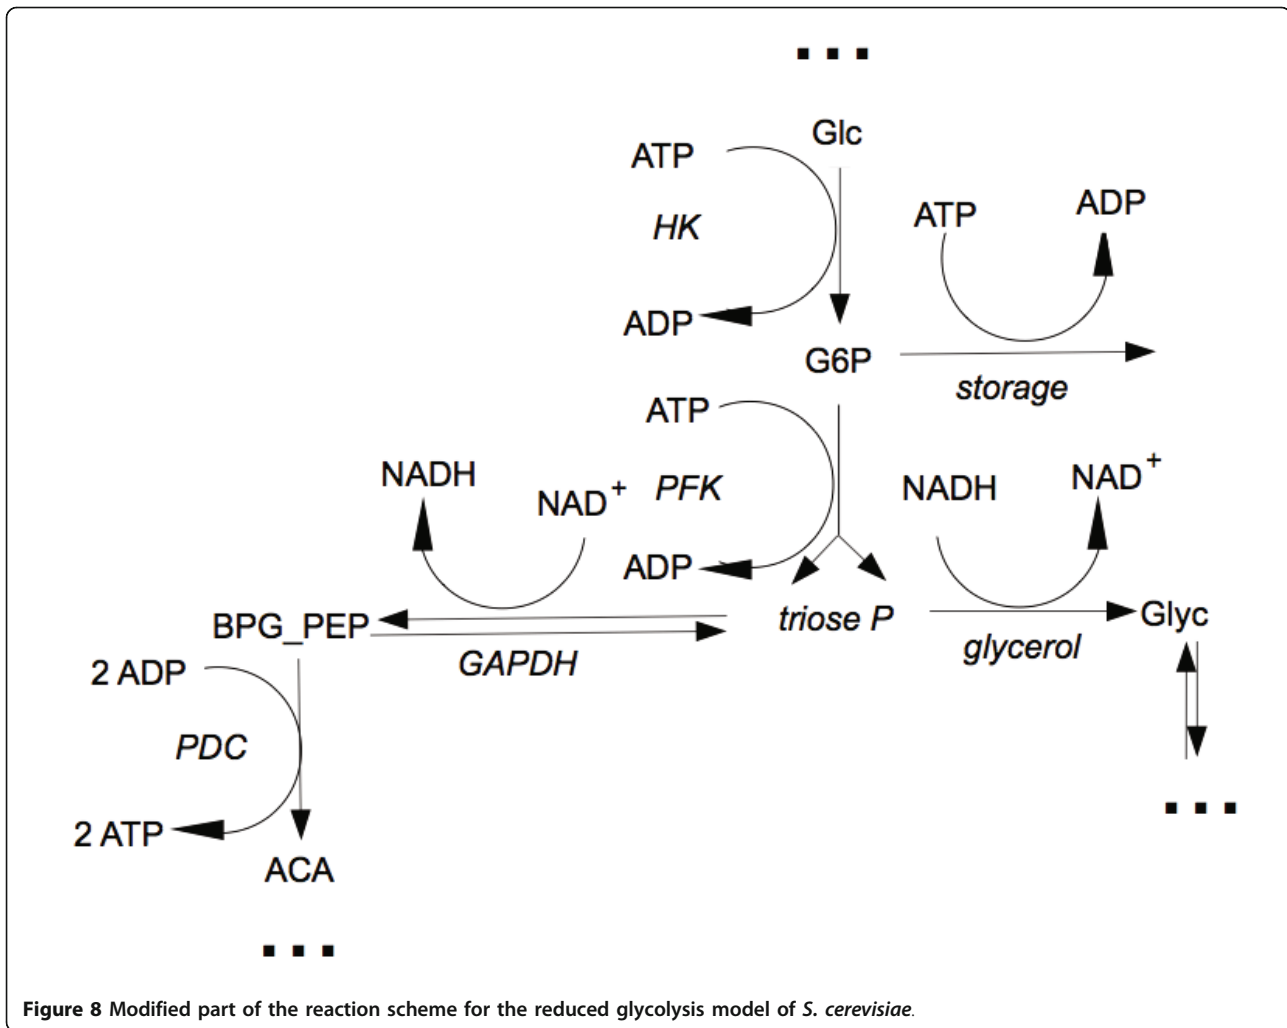 ...
Glc
ATP
HK
ADP
ATP
ADP
G6P
storage
ATP
PFK
ADP
NADH
NAD+
NADH
NAD+
triose P
glycerol
Glyc
...
BPG_PEP
GAPDH
2 ADP
PDC
2 ATP
ACA
...
Figure 8 Modified part of the reaction scheme for the reduced glycolysis model of S. cerevisiae.